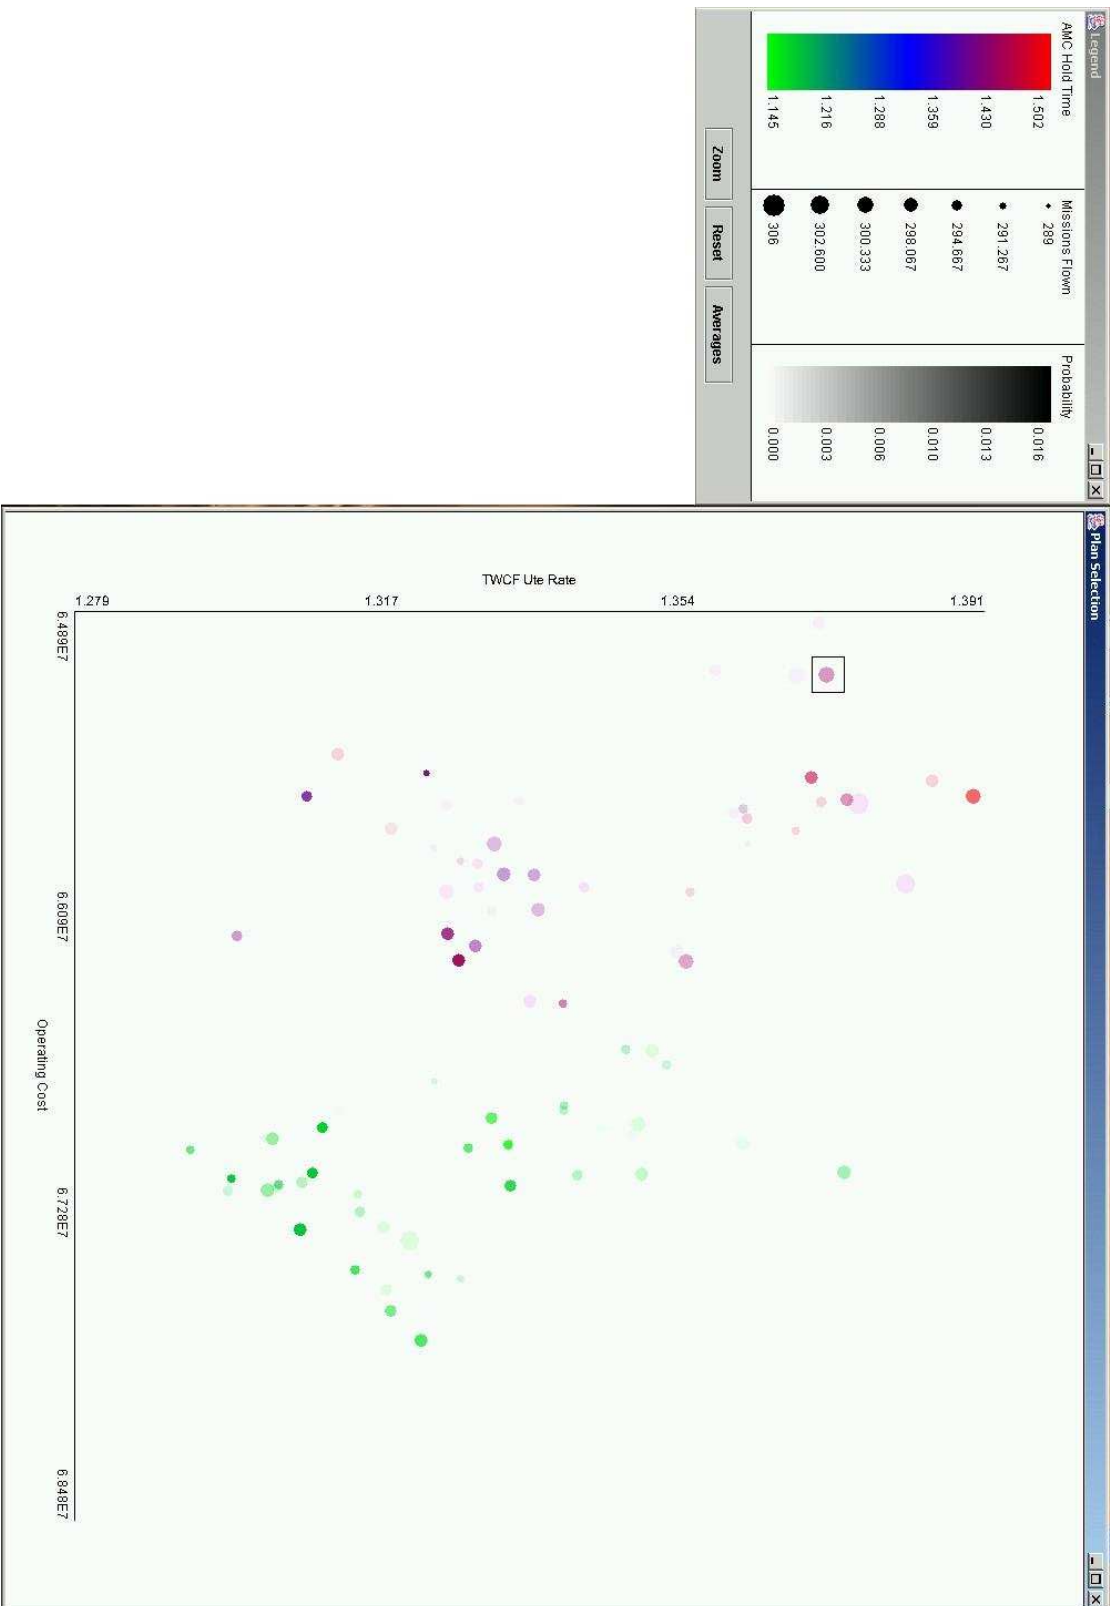 Legend
AMC Hold Time
1.502
1.430
1.359
1.288
1.216
1.145
Missions Flown
289
291.267
294.667
298.067
300.333
302.600
306
Probability
0.016
0.013
0.010
0.006
0.003
0.000
Zoom
Reset
Averages
Plan Selection
TWCF Ute Rate
1.391
1.354
1.317
1.279
6.489E7
6.609E7
6.728E7
6.848E7
Operating Cost